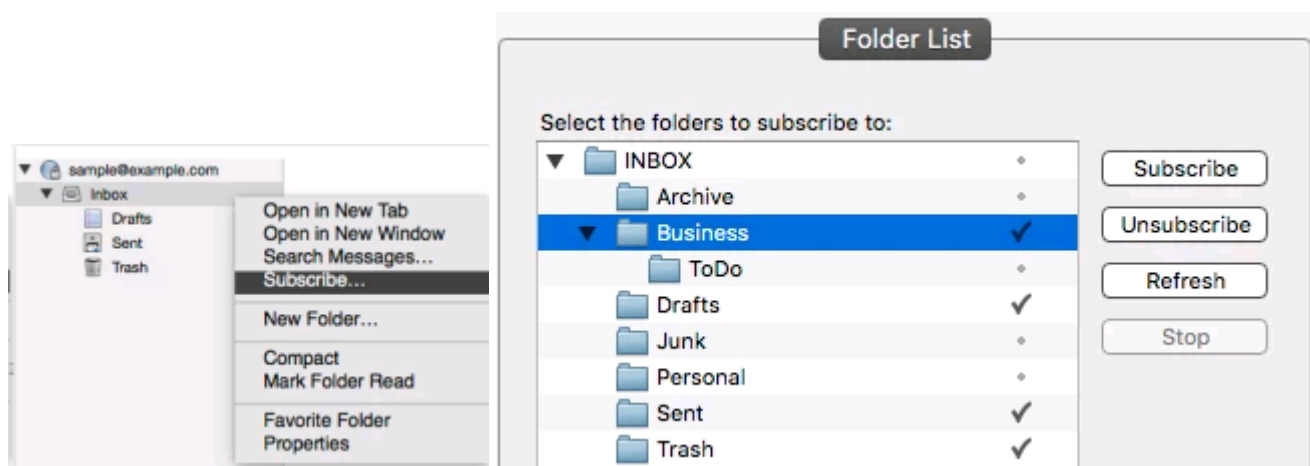 sample@example.com
Inbox
Drafts
Sent
Trash
Open in New Tab
Open in New Window
Search Messages...
Subscribe...
New Folder...
Compact
Mark Folder Read
Favorite Folder
Properties
Folder List
Select the folders to subscribe to:
INBOX
Archive
Business
ToDo
Drafts
Junk
Personal
Sent
Trash
Subscribe
Unsubscribe
Refresh
Stop